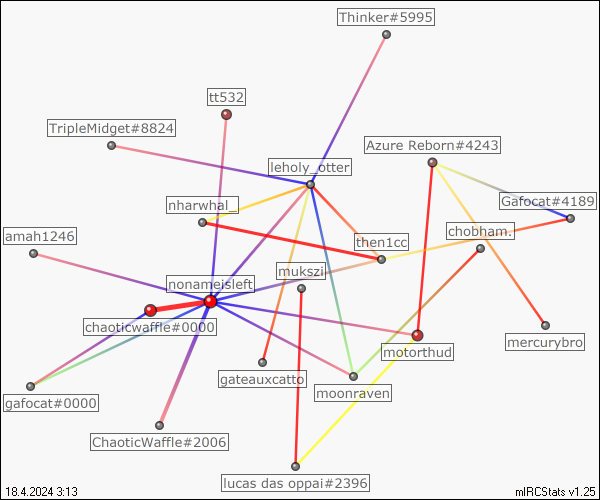 Thinker#5995
tt532
TripleMidget#8824
Azure Reborn#4243
leholy_otter
Gafocat#4189
nharwhal_
chobham.
amah1246
then1cc
mukszi
nonameisleft
chaoticwaffle#0000
mercurybro
motorthud
gateauxcatto
moonraven
gafocat#0000
ChaoticWaffle#2006
lucas das oppai#2396
18.4.2024 3:13
mIRCStats v1.25